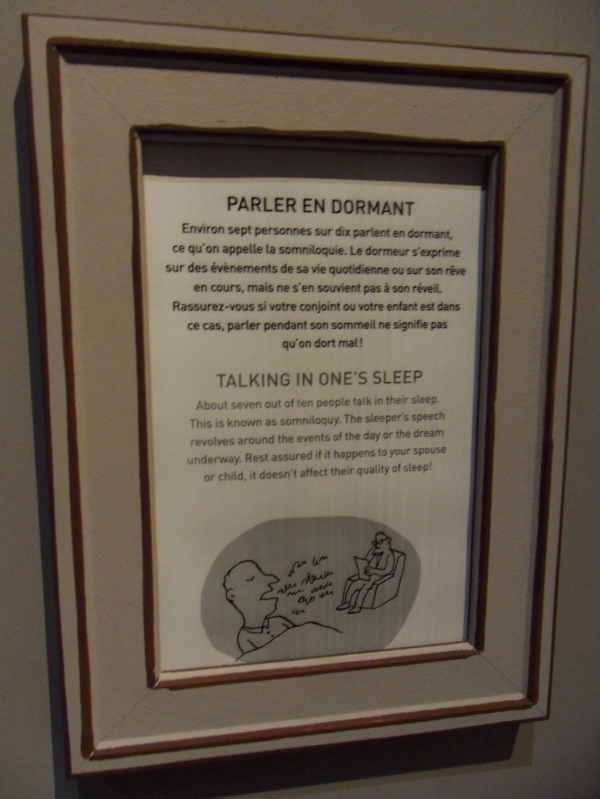 PARLER EN DORMANT
Environ sept personnes sur dix parlent en dormant,
ce qu'on appelle la somniloquie. Le dormeur s'exprime
sur des évènements de sa vie quotidienne ou sur son rêve
en cours, mais ne s'en souvient pas à son réveil.
Rassurez-vous si votre conjoint ou votre enfant est dans
ce cas, parler pendant son sommeil ne signifie pas
qu'on dort mal !
TALKING IN ONE'S SLEEP
About seven out of ten people talk in their sleep.
This is known as somniloquy. The sleeper's speech
revolves around the events of the day or the dream
underway. Rest assured if it happens to your spouse
or child, it doesn't affect their quality of sleep!